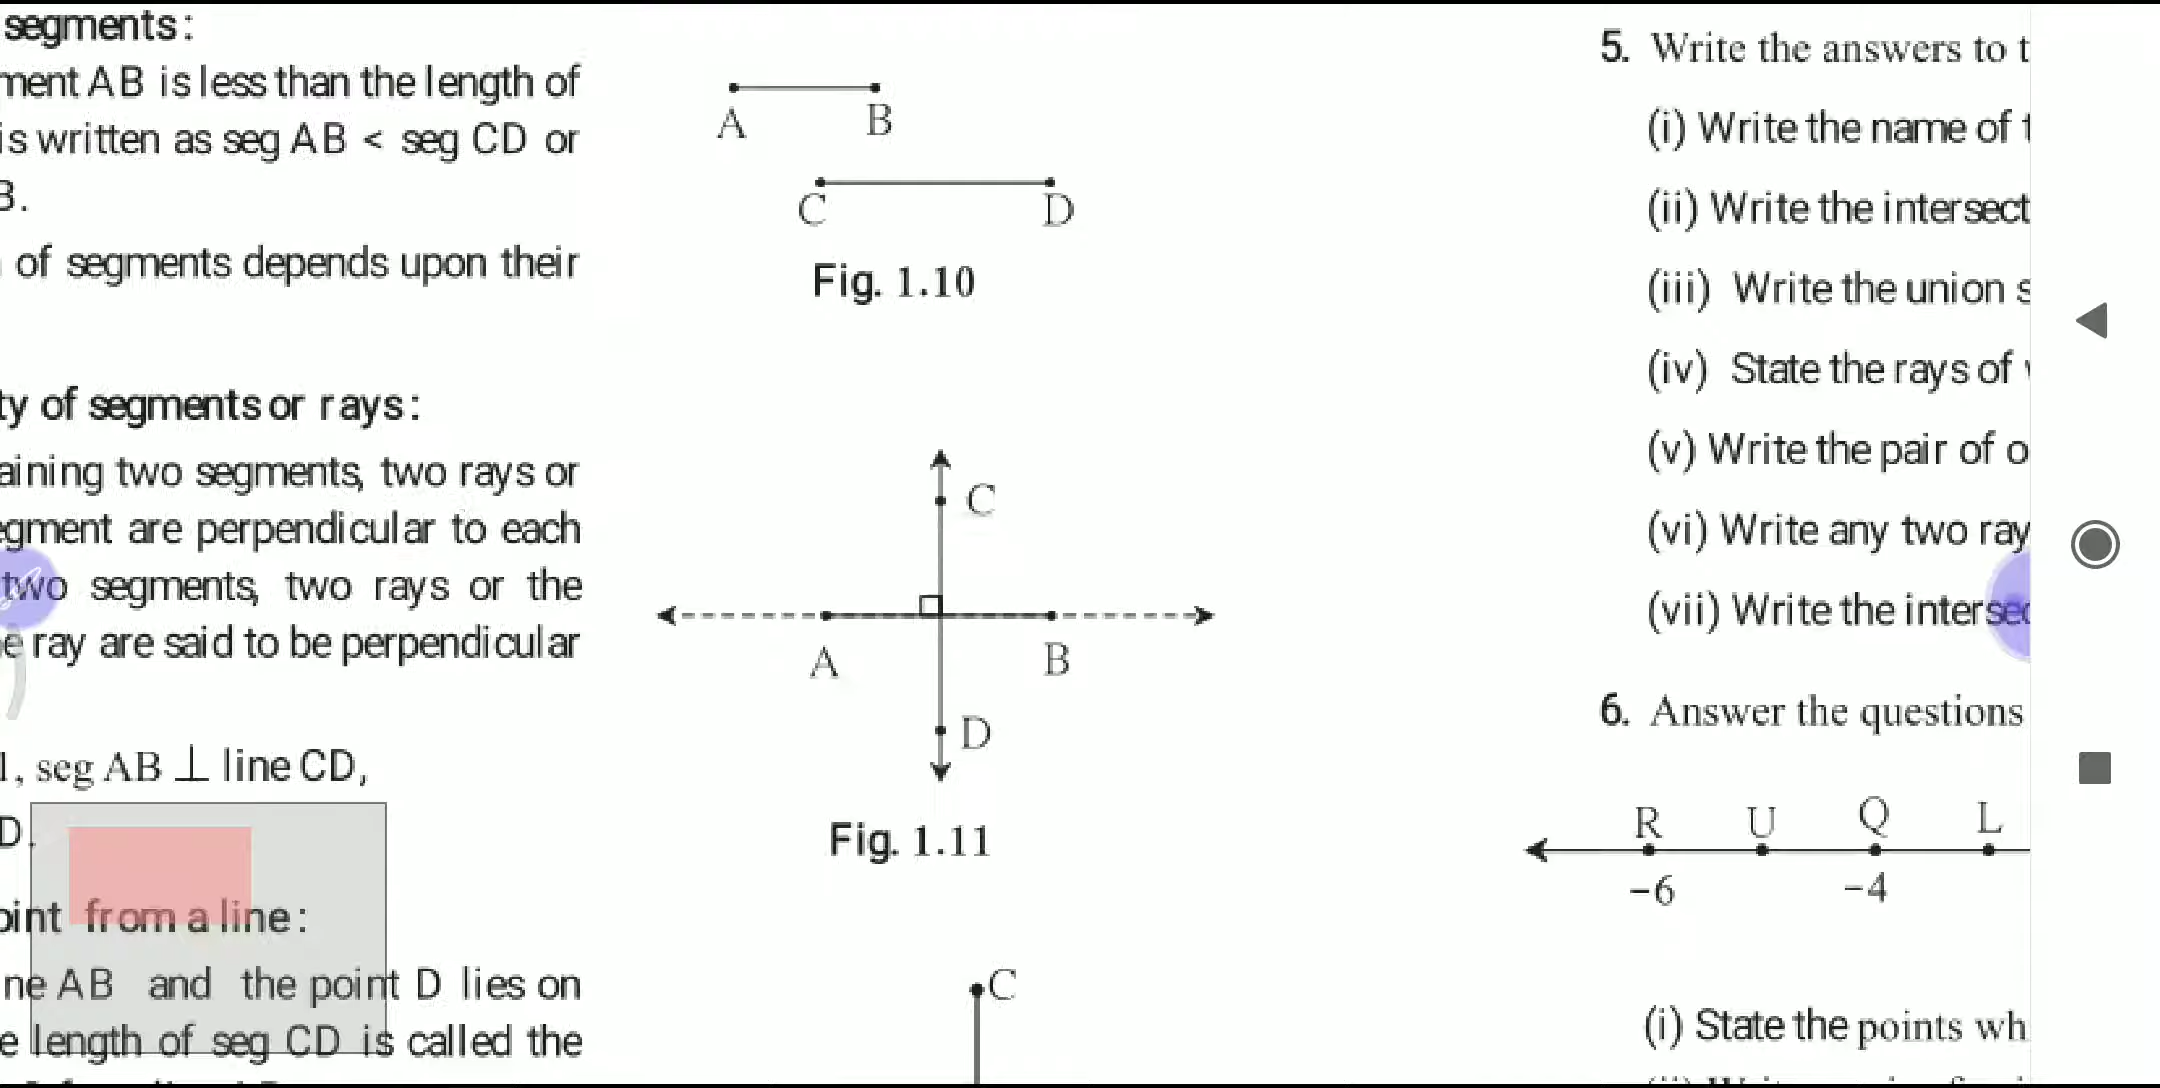 segments:
ment AB is less than the length of
is written as seg AB < seg CD or
B.
of segments depends upon their
ty of segments or rays:
aining two segments, two rays or
egment are perpendicular to each
two segments, two rays or the
e ray are said to be perpendicular
1, seg AB ⊥ line CD,
D.
oint from a line:
ne AB and the point D lies on
e length of seg CD is called the
A B
C D
Fig. 1.10
C
A B
D
Fig. 1.11
C
5. Write the answers to t
(i) Write the name of t
(ii) Write the intersect
(iii) Write the union s
(iv) State the rays of
(v) Write the pair of o
(vi) Write any two ray
(vii) Write the intersec
6. Answer the questions
R U Q L
-6 -4
(i) State the points wh